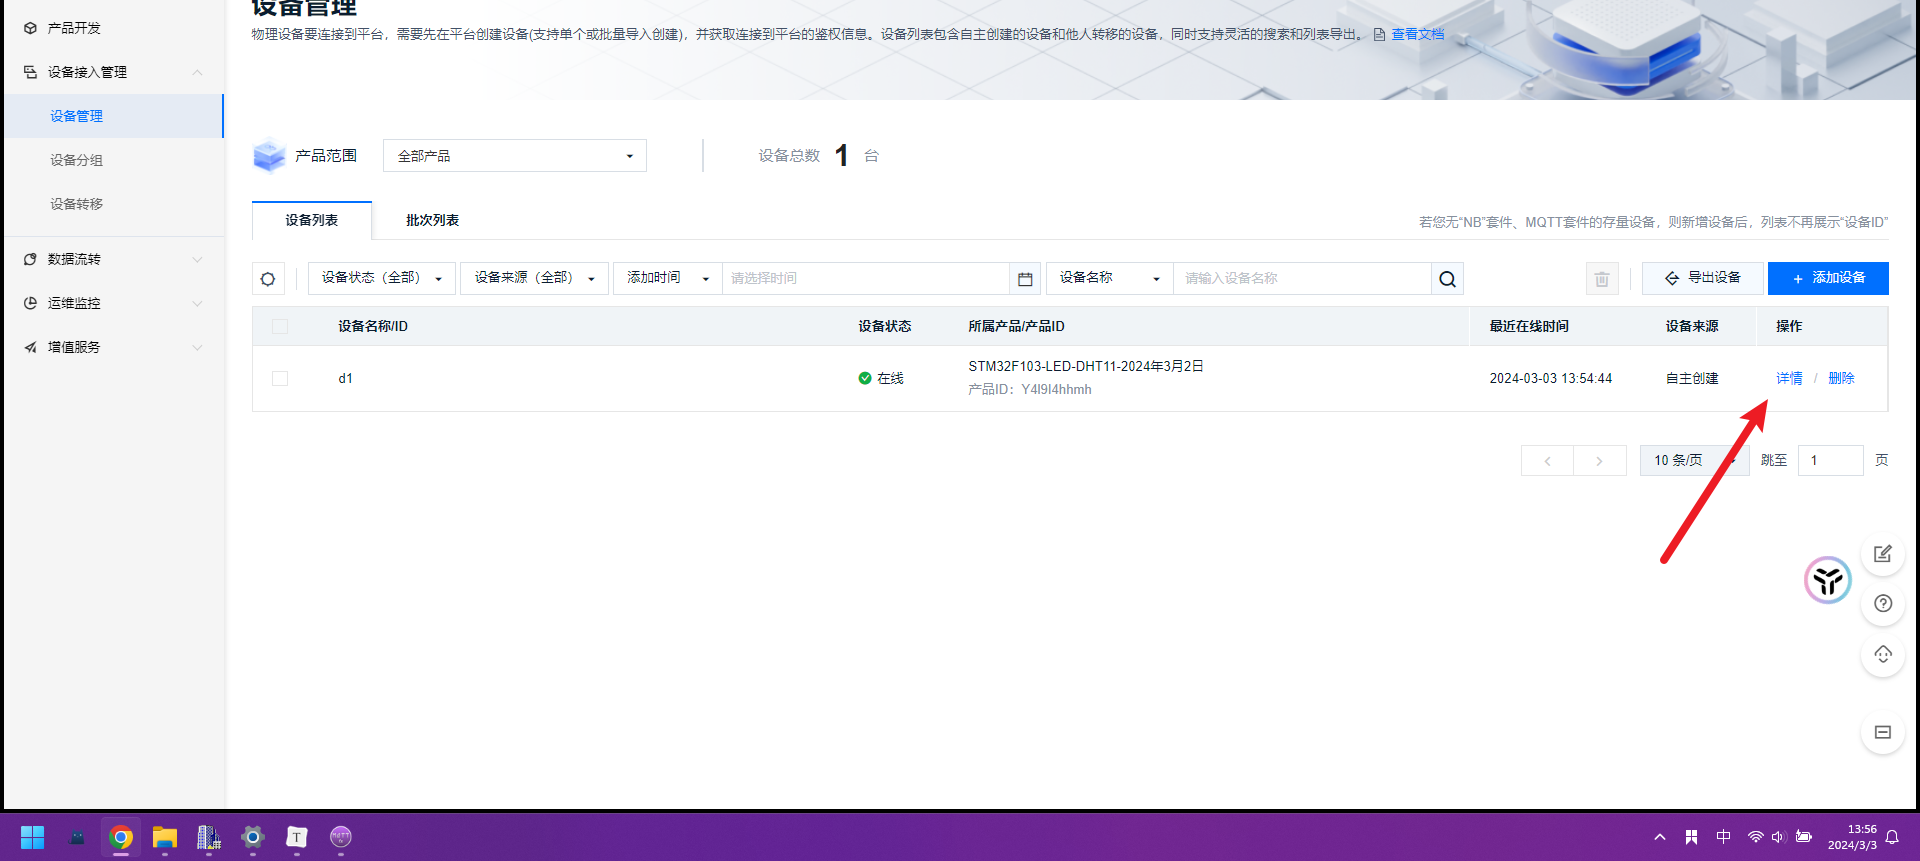 设备管理
物理设备要连接到平台，需要先在平台创建设备(支持单个或批量导入创建)，并获取连接到平台的鉴权信息。设备列表包含自主创建的设备和他人转移的设备，同时支持灵活的搜索和列表导出。 查看文档
产品开发
设备接入管理
设备管理
设备分组
设备转移
数据流转
运维监控
增值服务
产品范围 全部产品 设备总数 1 台
设备列表 批次列表
若您无“NB”套件、MQTT套件的存量设备，则新增设备后，列表不再展示“设备ID”
设备状态（全部） 设备来源（全部） 添加时间 请选择时间 设备名称 请输入设备名称 导出设备 + 添加设备
设备名称/ID 设备状态 所属产品/产品ID 最近在线时间 设备来源 操作
d1 在线 STM32F103-LED-DHT11-2024年3月2日 2024-03-03 13:54:44 自主创建 详情 / 删除
产品ID：Y4I9I4hhmh
10 条/页 跳至 1 页
T
MQTT
中
13:56
2024/3/3